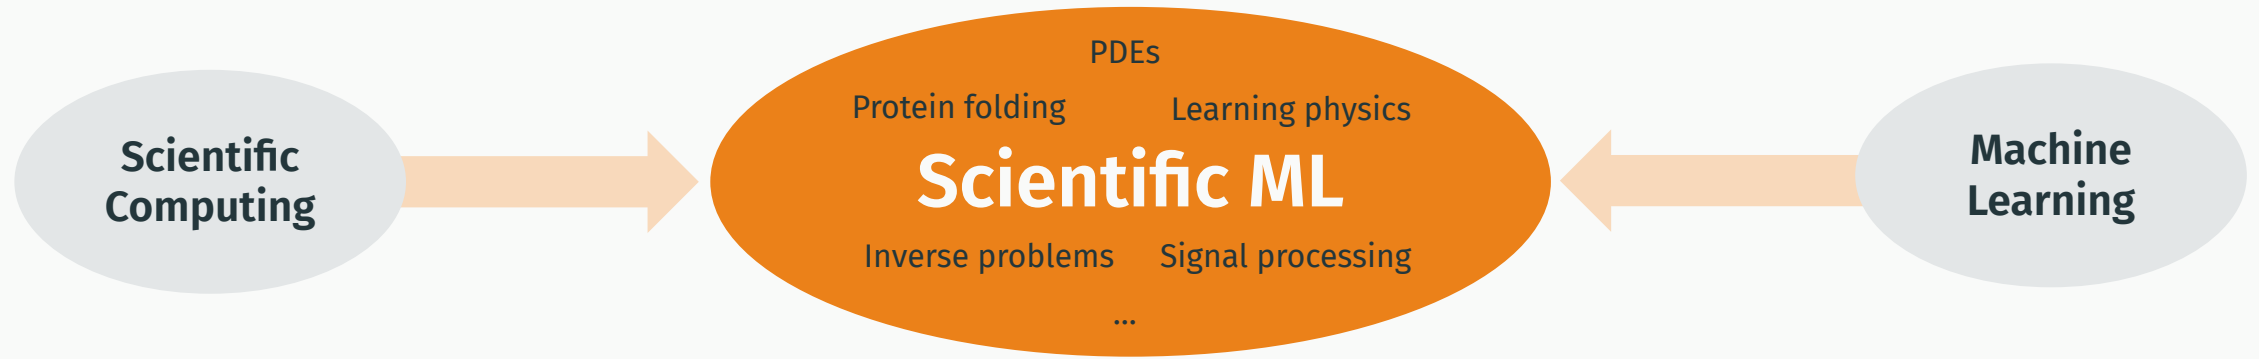 Scientific
Computing
PDEs
Protein folding
Learning physics
Scientific ML
Inverse problems
Signal processing
...
Machine
Learning